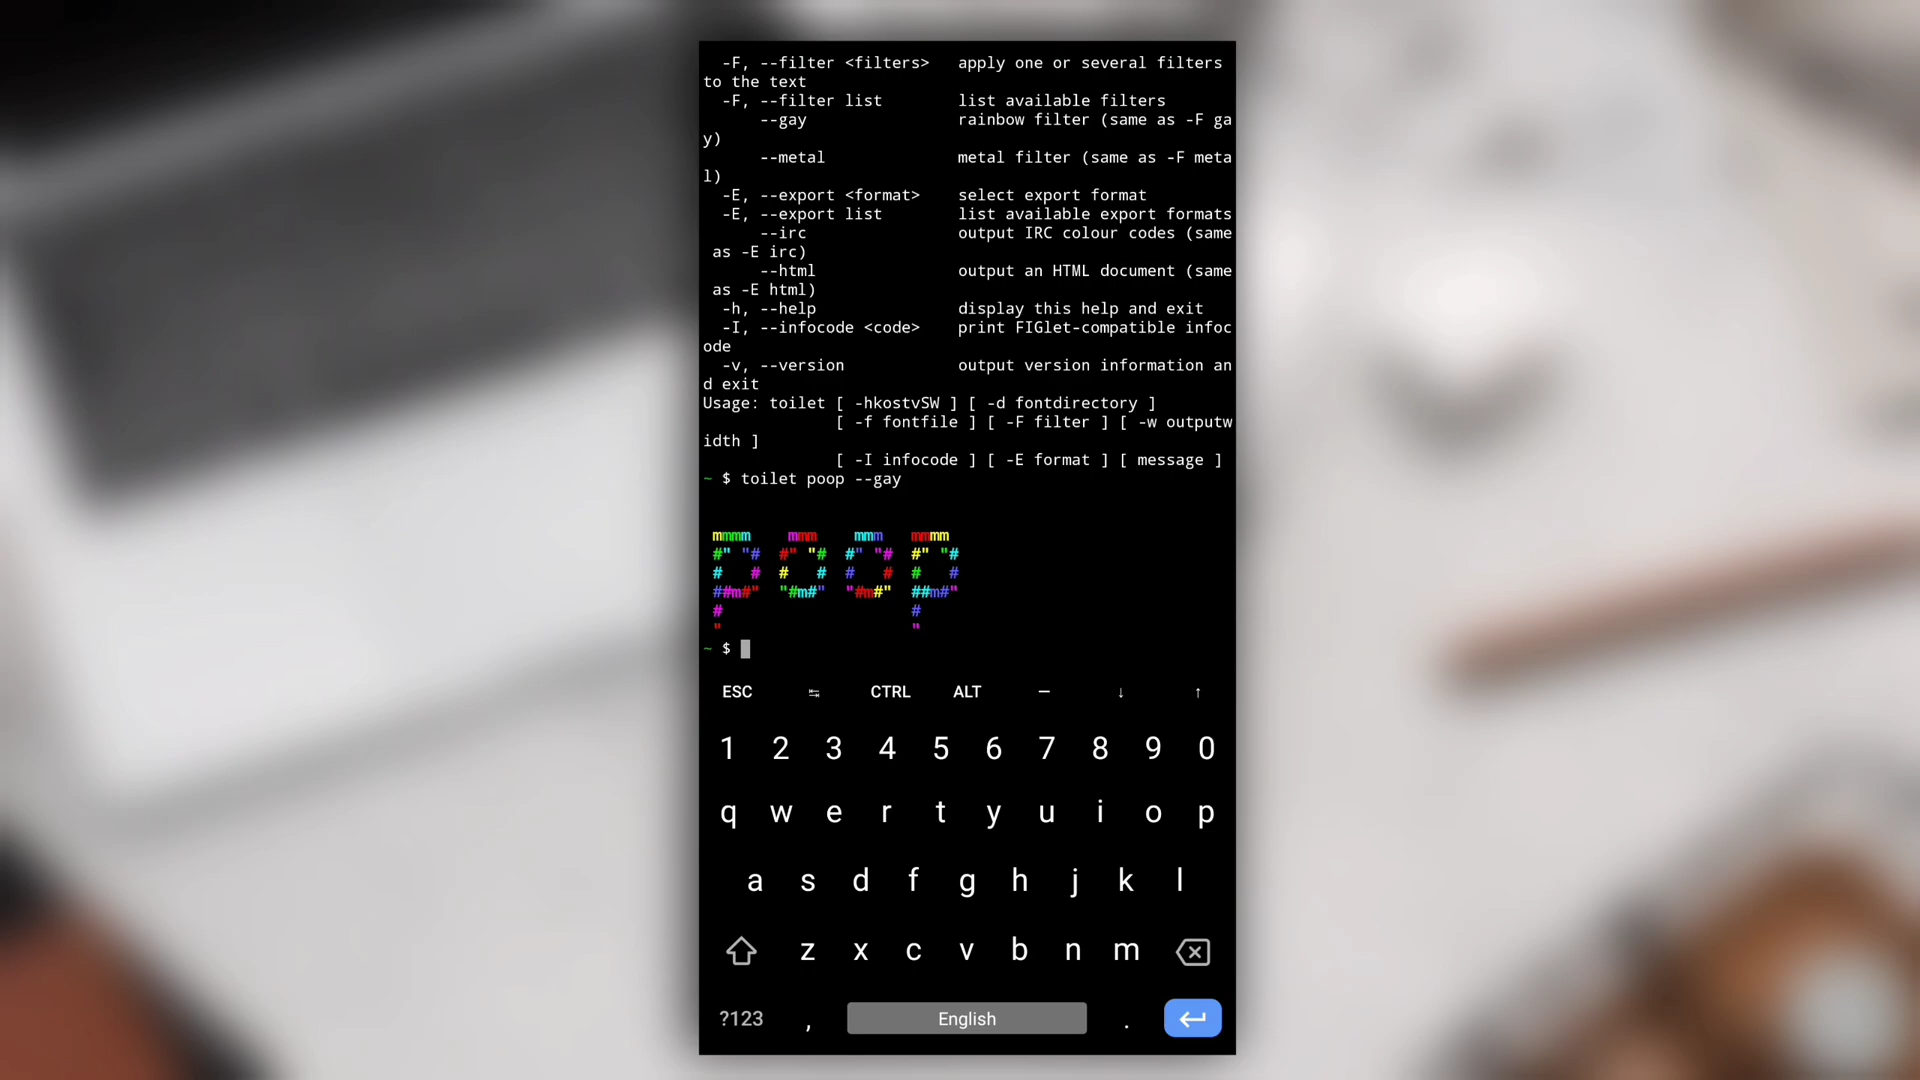 -F, --filter <filters>   apply one or several filters
to the text
-F, --filter list        list available filters
--gay                rainbow filter (same as -F ga
y)
--metal              metal filter (same as -F meta
l)
-E, --export <format>    select export format
-E, --export list        list available export formats
--irc                output IRC colour codes (same
as -E irc)
--html               output an HTML document (same
as -E html)
-h, --help               display this help and exit
-I, --infocode <code>    print FIGlet-compatible infoc
ode
-v, --version            output version information an
d exit
Usage: toilet [ -hkostvSW ] [ -d fontdirectory ]
[ -f fontfile ] [ -F filter ] [ -w outputw
idth ]
[ -I infocode ] [ -E format ] [ message ]
~ $ toilet poop --gay
poop
~ $
ESC ↹ CTRL ALT — ↓ ↑
1 2 3 4 5 6 7 8 9 0
q w e r t y u i o p
a s d f g h j k l
z x c v b n m
?123 , English .